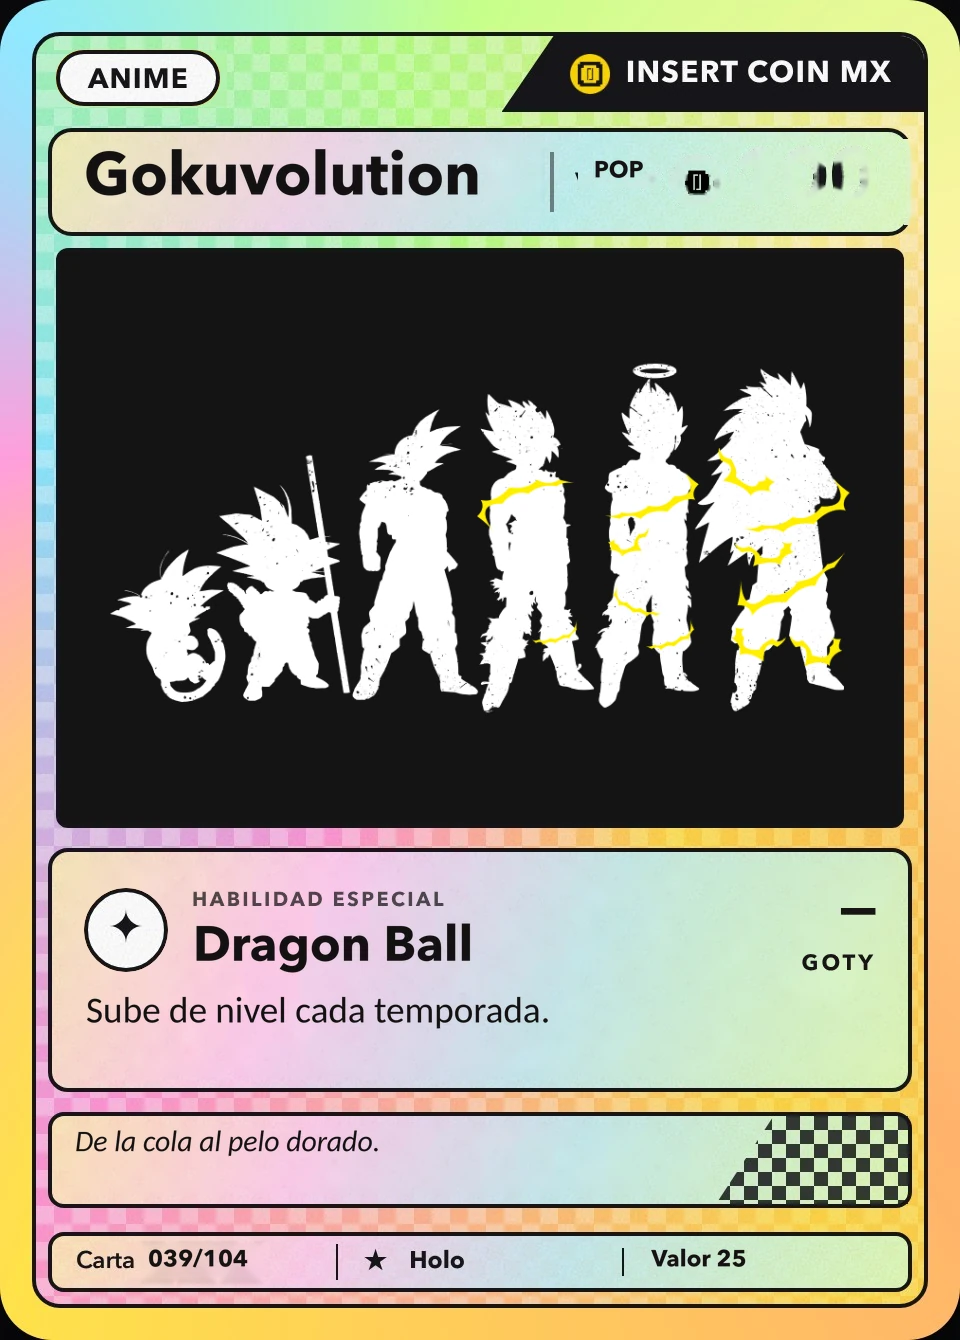 ANIME
INSERT COIN MX
Gokuvolution
POP
HABILIDAD ESPECIAL
Dragon Ball
GOTY
Sube de nivel cada temporada.
De la cola al pelo dorado.
Carta 039/104 ★ Holo Valor 25